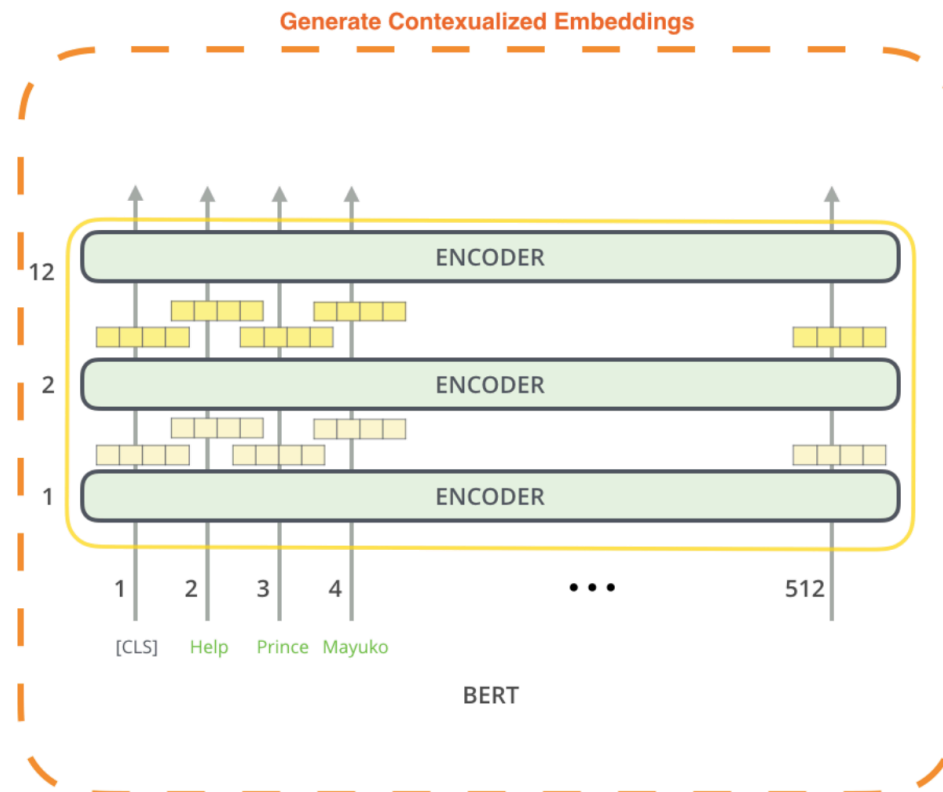 Generate Contexualized Embeddings
12 ENCODER
2 ENCODER
1 ENCODER
1 2 3 4 ••• 512
[CLS] Help Prince Mayuko
BERT